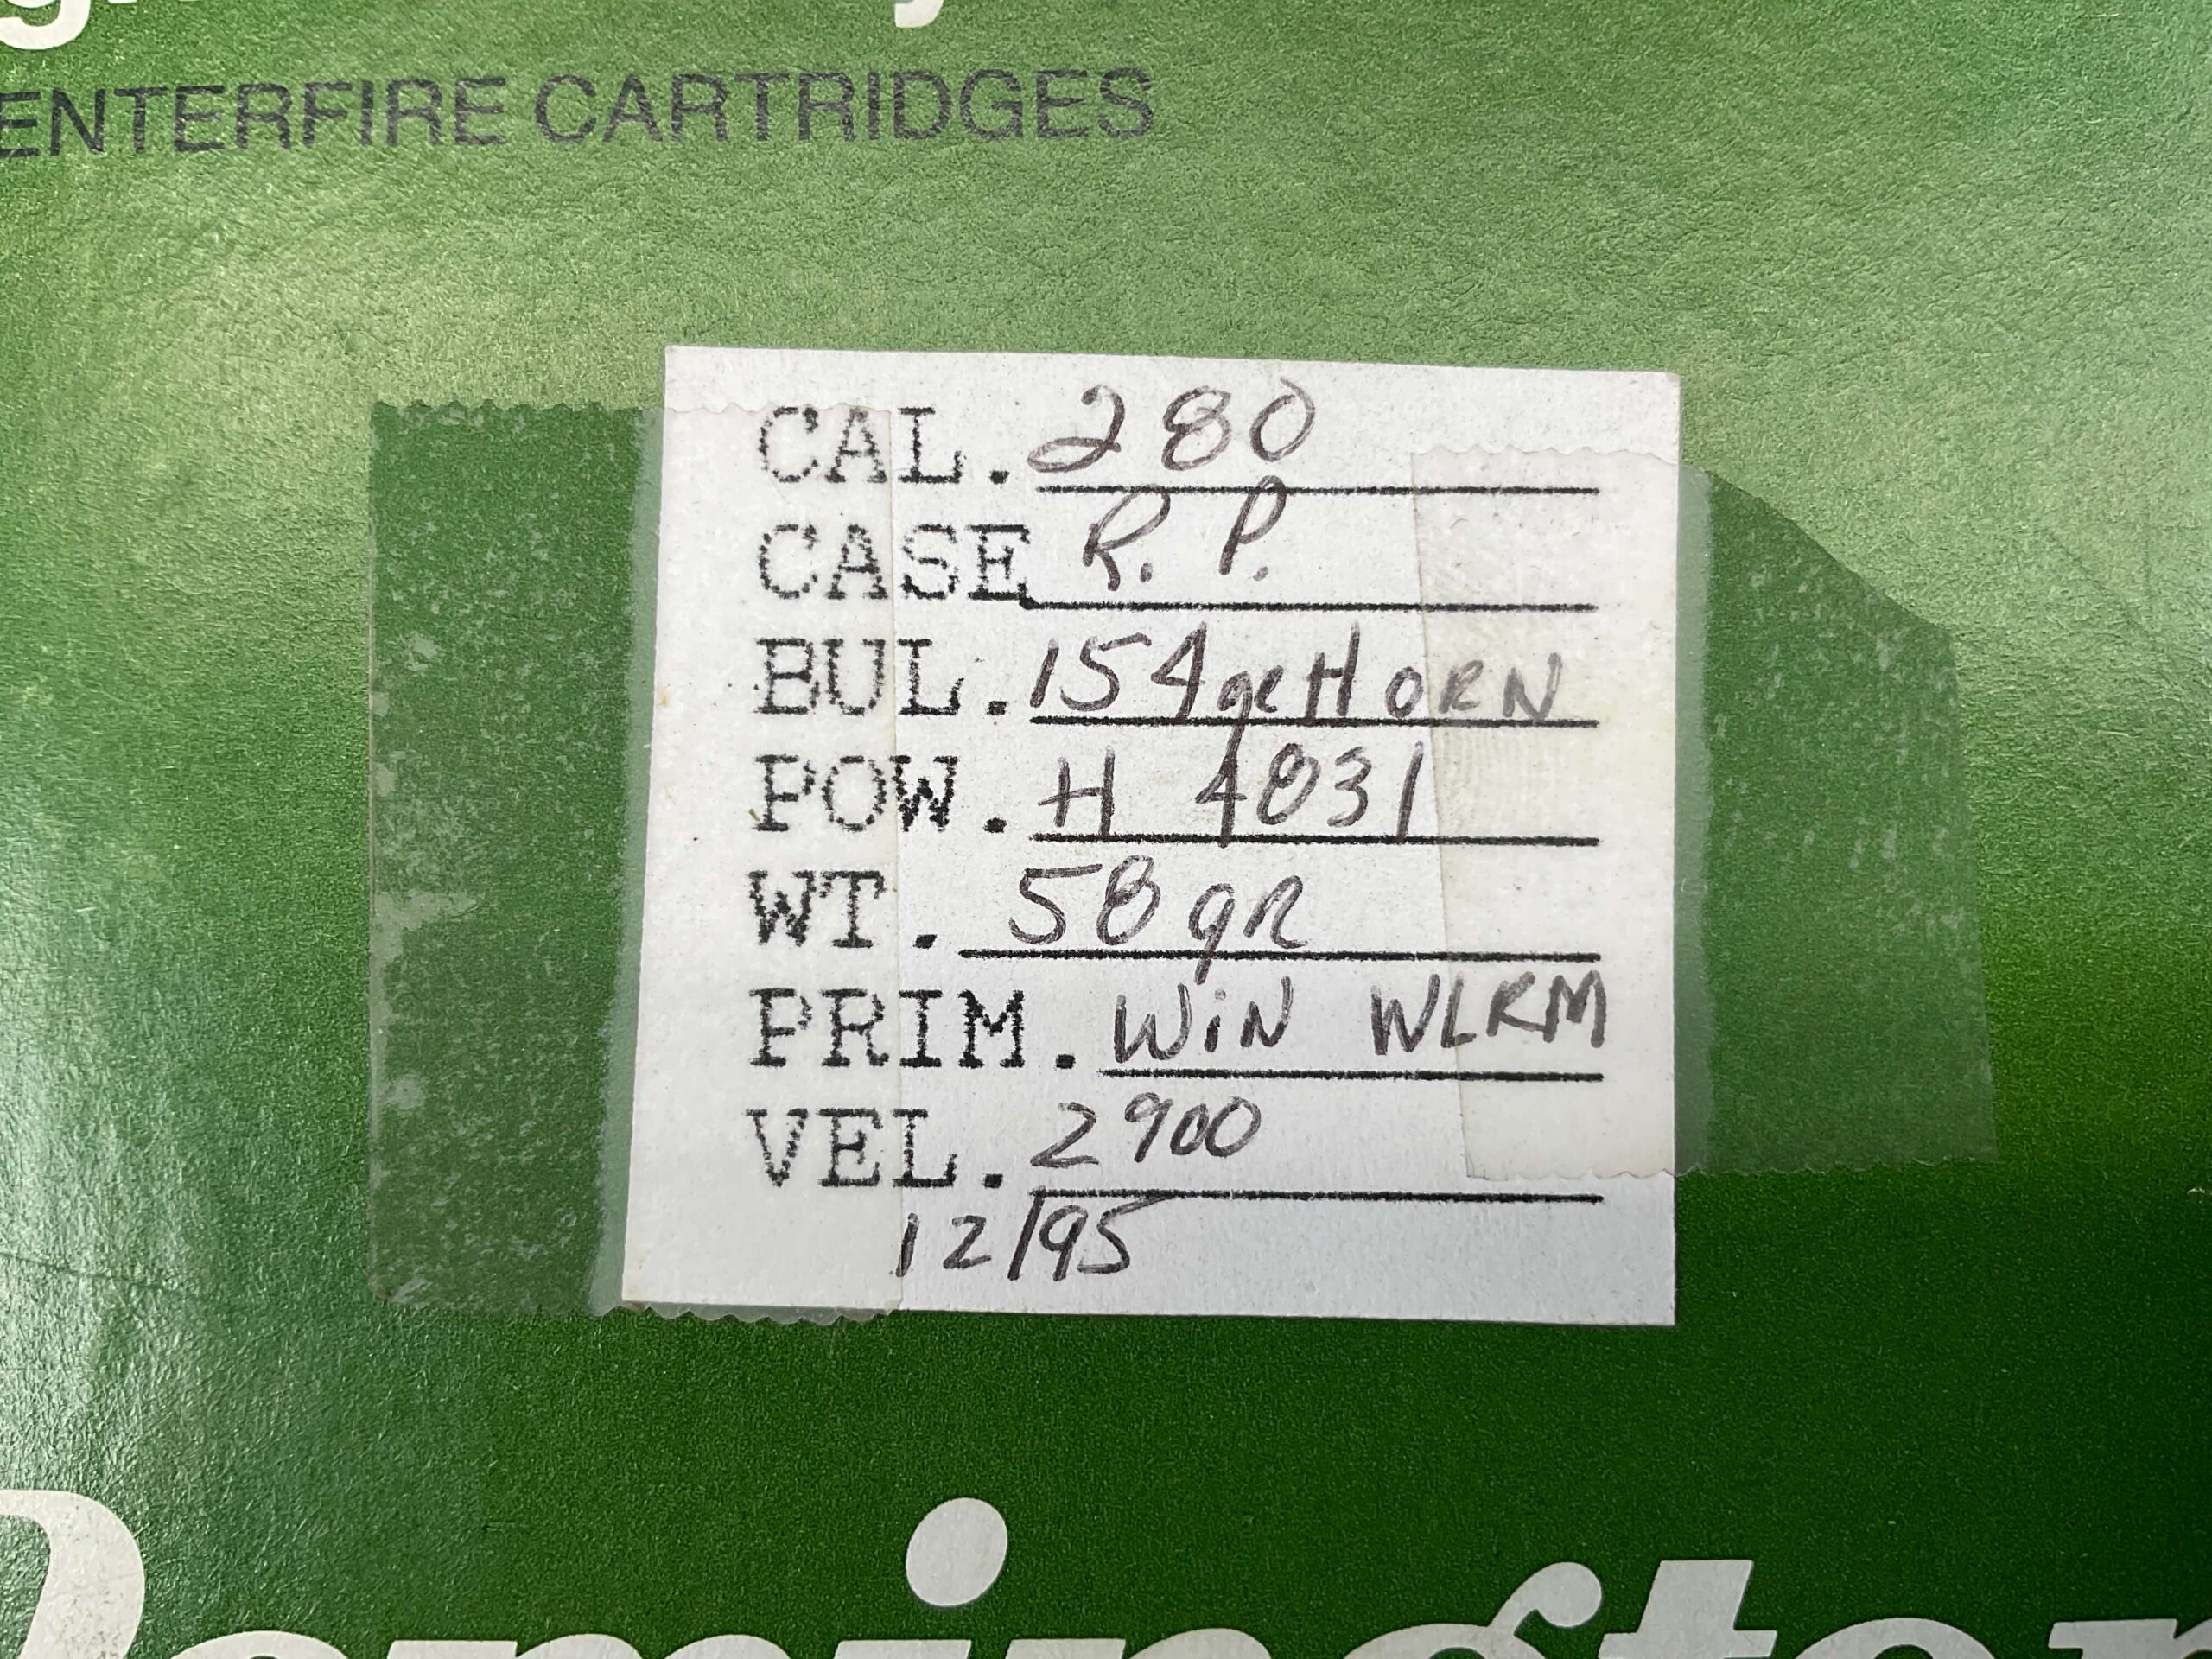 ENTERFIRE CARTRIDGES
CAL. 280
CASE R. P.
BUL. 154gr HORN
POW. H 4831
WT. 58 gR
PRIM. WiN WLRM
VEL. 2900
12/95
Remington